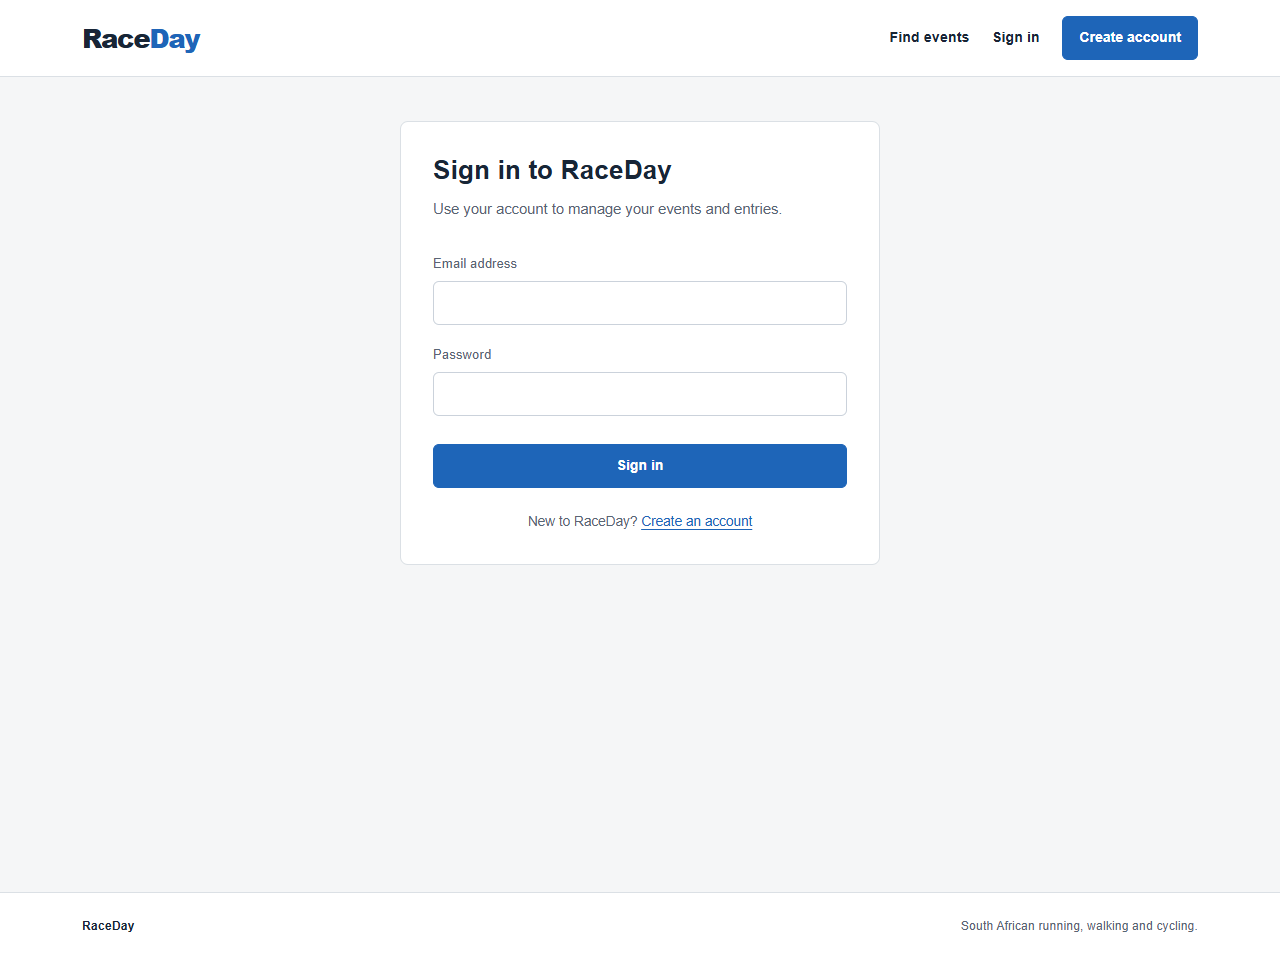 RaceDay
Find events
Sign in
Create account
Sign in to RaceDay
Use your account to manage your events and entries.
Email address
Password
Sign in
New to RaceDay? Create an account
RaceDay
South African running, walking and cycling.